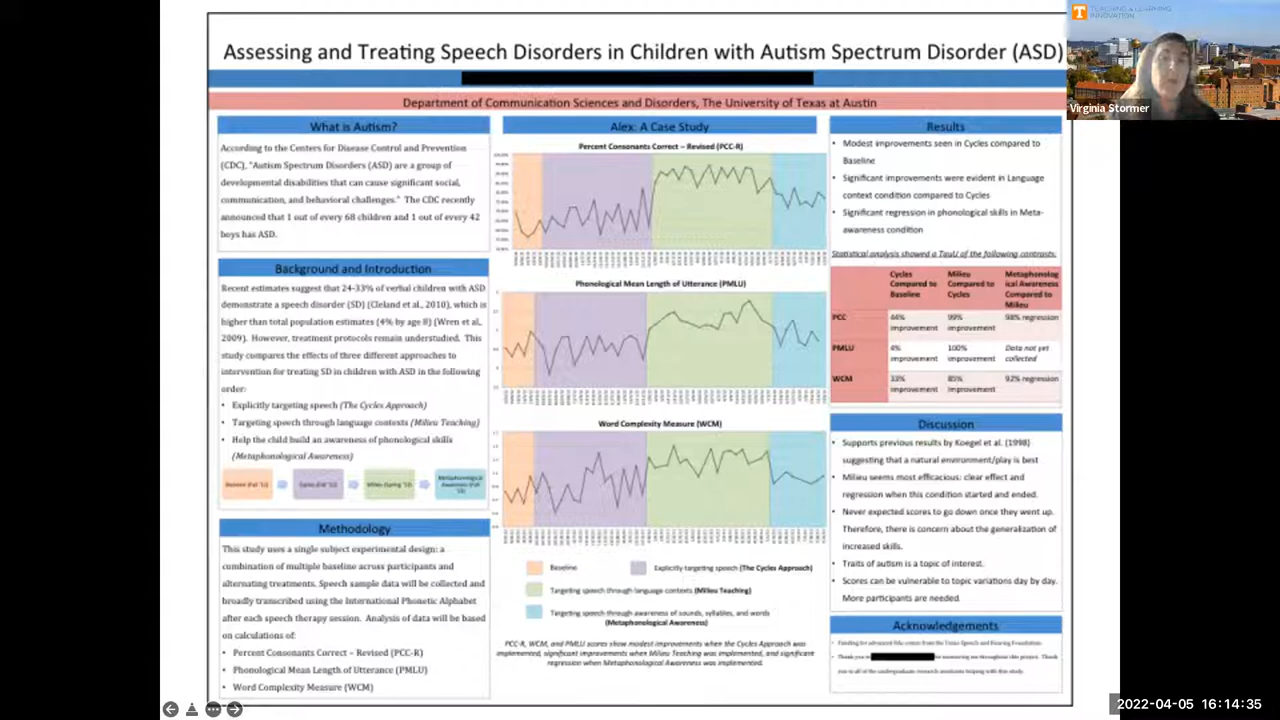 TEACHING & LEARNING
INNOVATION
Virginia Stormer
Assessing and Treating Speech Disorders in Children with Autism Spectrum Disorder (ASD)
Department of Communication Sciences and Disorders, The University of Texas at Austin
What is Autism?
According to the Centers for Disease Control and Prevention
(CDC), "Autism Spectrum Disorders (ASD) are a group of
developmental disabilities that can cause significant social,
communication, and behavioral challenges." The CDC recently
announced that 1 out of every 68 children and 1 out of every 42
boys has ASD.
Background and Introduction
Recent estimates suggest that 24-33% of verbal children with ASD
demonstrate a speech disorder (SD) (Cleland et al., 2010), which is
higher than total population estimates (4% by age 8) (Wren et al.,
2009). However, treatment protocols remain understudied. This
study compares the effects of three different approaches to
intervention for treating SD in children with ASD in the following
order:
• Explicitly targeting speech (The Cycles Approach)
• Targeting speech through language contexts (Milieu Teaching)
• Help the child build an awareness of phonological skills
(Metaphonological Awareness)
Methodology
This study uses a single subject experimental design: a
combination of multiple baseline across participants and
alternating treatments. Speech sample data will be collected and
broadly transcribed using the International Phonetic Alphabet
after each speech therapy session. Analysis of data will be based
on calculations of:
• Percent Consonants Correct – Revised (PCC-R)
• Phonological Mean Length of Utterance (PMLU)
• Word Complexity Measure (WCM)
Alex: A Case Study
Percent Consonants Correct – Revised (PCC-R)
Phonological Mean Length of Utterance (PMLU)
Word Complexity Measure (WCM)
Baseline
Explicitly targeting speech (The Cycles Approach)
Targeting speech through language contexts (Milieu Teaching)
Targeting speech through awareness of sounds, syllables, and words
(Metaphonological Awareness)
PCC-R, WCM, and PMLU scores show modest improvements when the Cycles Approach was
implemented, significant improvements when Milieu Teaching was implemented, and significant
regression when Metaphonological Awareness was implemented.
Results
• Modest improvements seen in Cycles compared to
Baseline
• Significant improvements were evident in Language
context condition compared to Cycles
• Significant regression in phonological skills in Meta-
awareness condition
Statistical analysis showed a TauU of the following contrasts:
Cycles Compared to Baseline
Milieu Compared to Cycles
Metaphonological Awareness Compared to Milieu
PCC 44% improvement 99% improvement 98% regression
PMLU 4% improvement 100% improvement Data not yet collected
WCM 33% improvement 85% improvement 92% regression
Discussion
• Supports previous results by Koegel et al. (1998)
suggesting that a natural environment/play is best
• Milieu seems most efficacious: clear effect and
regression when this condition started and ended.
• Never expected scores to go down once they went up.
Therefore, there is concern about the generalization of
increased skills.
• Traits of autism is a topic of interest.
• Scores can be vulnerable to topic variations day by day.
More participants are needed.
Acknowledgements
2022-04-05 16:14:35